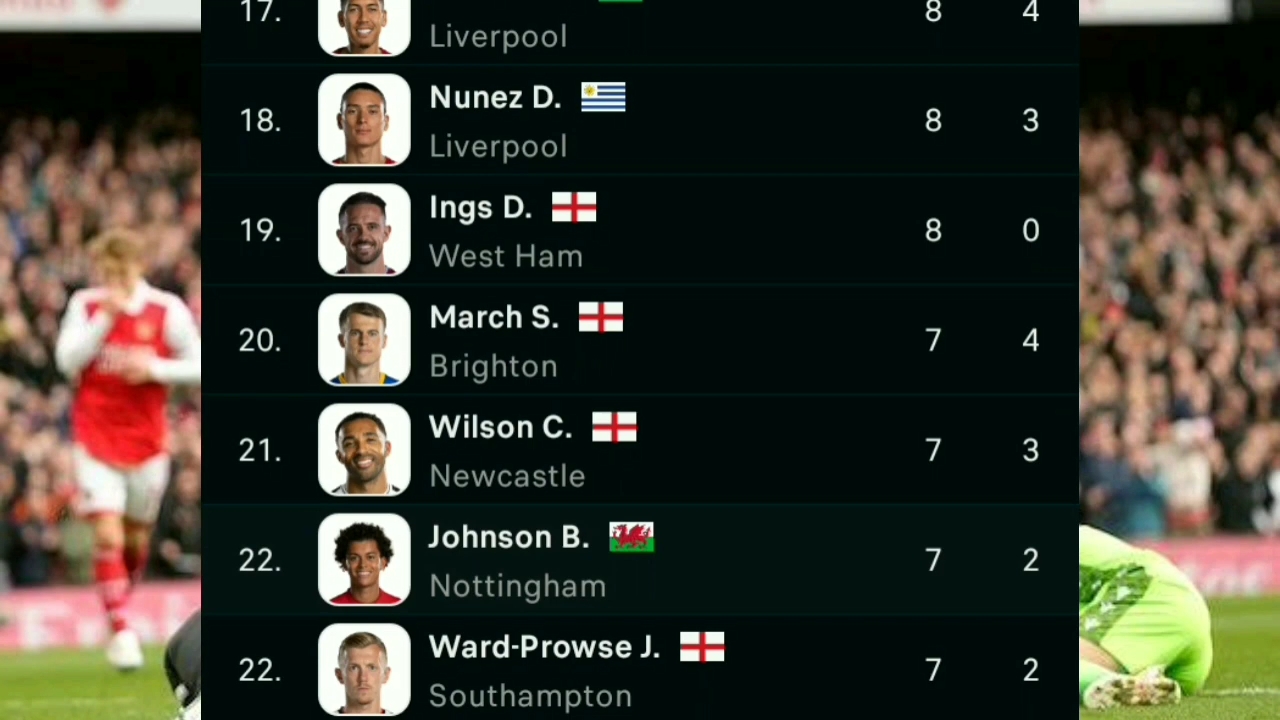 17.
8 4
Liverpool
Nunez D.
18. 8 3
Liverpool
Ings D.
19. 8 0
West Ham
March S.
20. 7 4
Brighton
Wilson C.
21. 7 3
Newcastle
Johnson B.
22. 7 2
Nottingham
Ward-Prowse J.
22. 7 2
Southampton